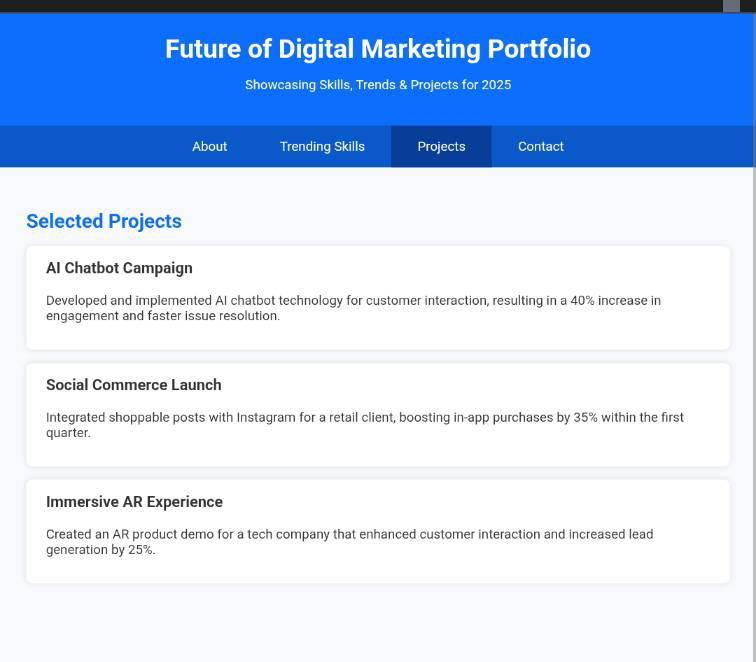 Future of Digital Marketing Portfolio
Showcasing Skills, Trends & Projects for 2025
About Trending Skills Projects Contact
Selected Projects
AI Chatbot Campaign
Developed and implemented AI chatbot technology for customer interaction, resulting in a 40% increase in
engagement and faster issue resolution.
Social Commerce Launch
Integrated shoppable posts with Instagram for a retail client, boosting in-app purchases by 35% within the first
quarter.
Immersive AR Experience
Created an AR product demo for a tech company that enhanced customer interaction and increased lead
generation by 25%.